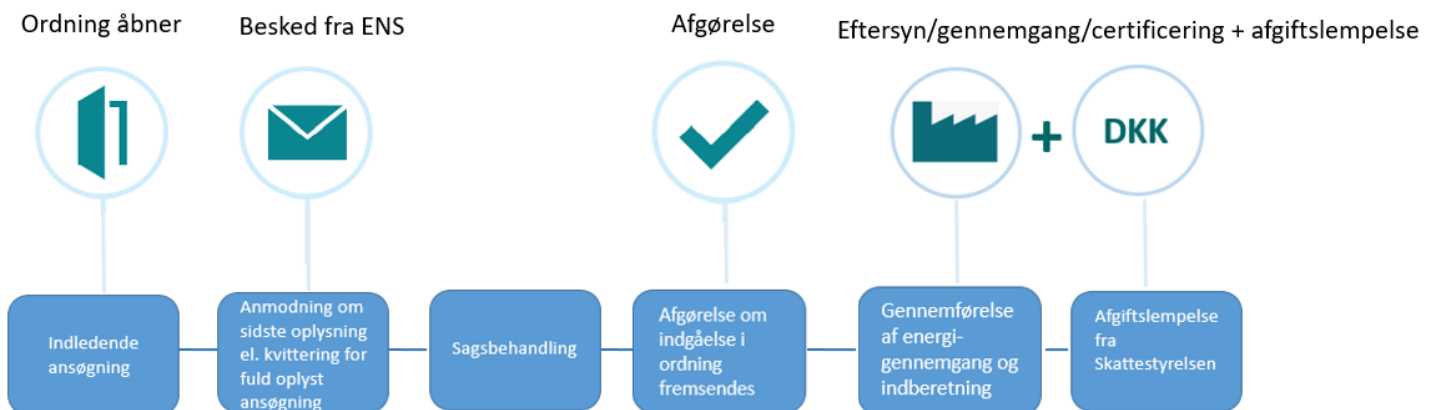 Ordning åbner
Besked fra ENS
Afgørelse
Eftersyn/gennemgang/certificering + afgiftslempelse
+
DKK
Indledende
ansøgning
Anmodning om
sidste oplysning
el. kvittering for
fuld oplyst
ansøgning
Sagsbehandling
Afgørelse om
indgåelse i
ordning
fremsendes
Gennemførelse
af energi-
gennemgang og
indberetning
Afgiftslempelse
fra
Skattestyrelsen